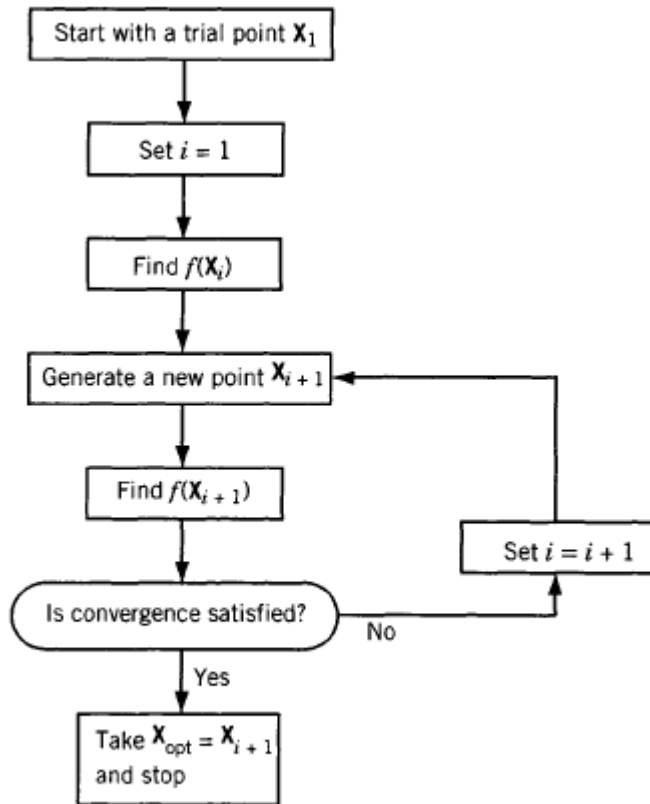 Start with a trial point X₁
Set i = 1
Find f(Xᵢ)
Generate a new point Xᵢ₊₁
Find f(Xᵢ₊₁)
Set i = i + 1
Is convergence satisfied?
No
Yes
Take X_opt = Xᵢ₊₁
and stop